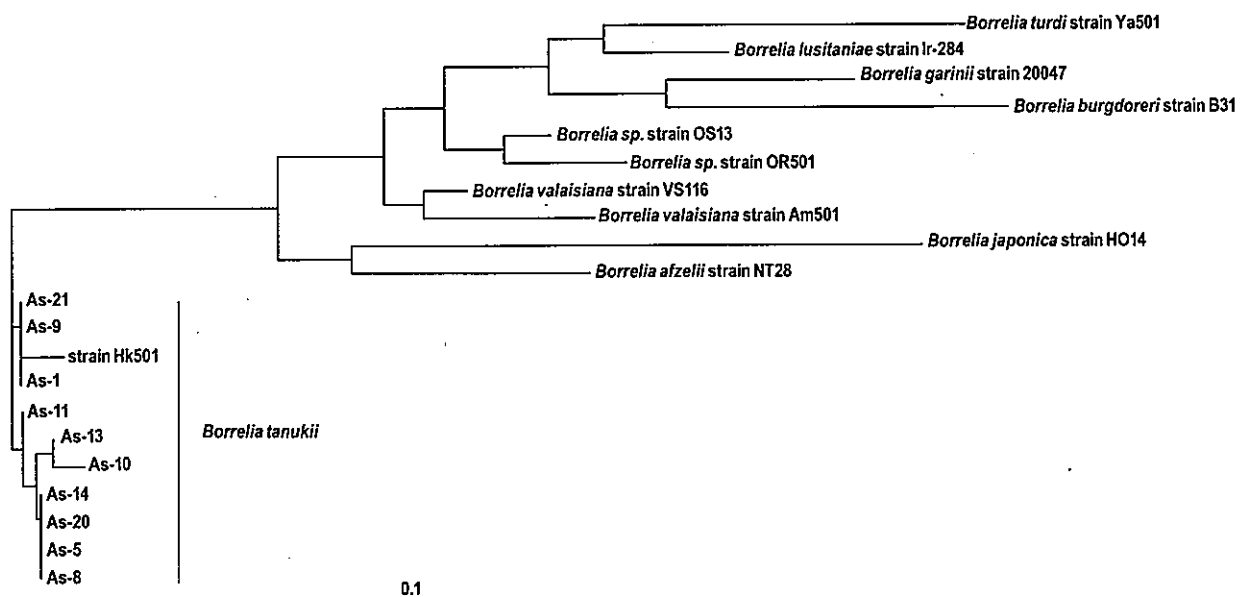 Borrelia turdi strain Ya501
Borrelia lusitaniae strain Ir-284
Borrelia garinii strain 20047
Borrelia burgdoreri strain B31
Borrelia sp. strain OS13
Borrelia sp. strain OR501
Borrelia valaisiana strain VS116
Borrelia valaisiana strain Am501
Borrelia japonica strain HO14
Borrelia afzelii strain NT28
As-21
As-9
strain Hk501
As-1
As-11
As-13
As-10
As-14
As-20
As-5
As-8
Borrelia tanukii
0.1